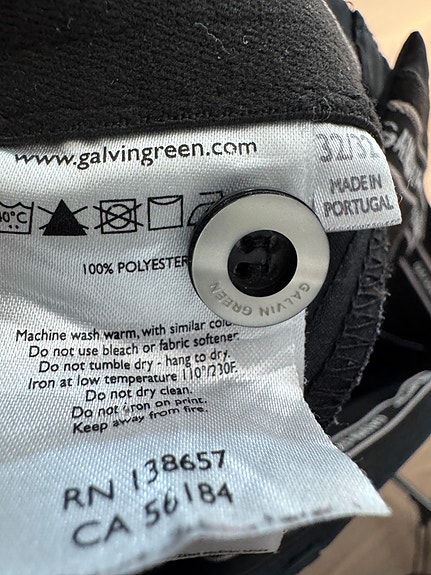 www.galvingreen.com
32/32
MADE IN
PORTUGAL
40°C
100% POLYESTER
GALVIN GREEN
Machine wash warm, with similar
Do not use bleach or fabric softener.
Do not tumble dry - hang to dry.
Iron at low temperature 110°/230F.
Do not dry clean.
Do not iron on print.
Keep away from fire.
RN 138657
CA 56184